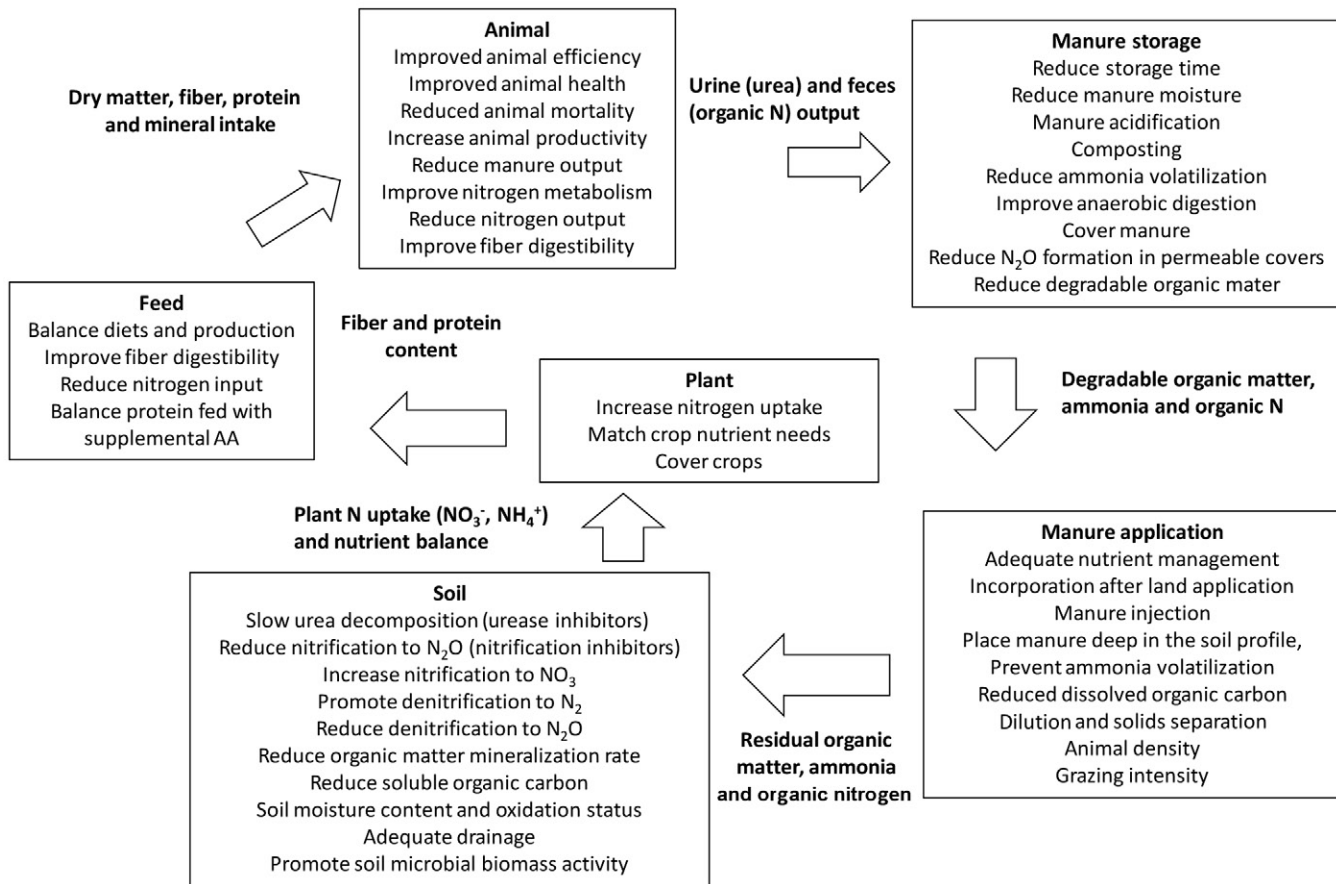 Animal
Improved animal efficiency
Improved animal health
Reduced animal mortality
Increase animal productivity
Reduce manure output
Improve nitrogen metabolism
Reduce nitrogen output
Improve fiber digestibility
Dry matter, fiber, protein
and mineral intake
Urine (urea) and feces
(organic N) output
Manure storage
Reduce storage time
Reduce manure moisture
Manure acidification
Composting
Reduce ammonia volatilization
Improve anaerobic digestion
Cover manure
Reduce N₂O formation in permeable covers
Reduce degradable organic mater
Feed
Balance diets and production
Improve fiber digestibility
Reduce nitrogen input
Balance protein fed with
supplemental AA
Fiber and protein
content
Plant
Increase nitrogen uptake
Match crop nutrient needs
Cover crops
Degradable organic matter,
ammonia and organic N
Plant N uptake (NO₃⁻, NH₄⁺)
and nutrient balance
Soil
Slow urea decomposition (urease inhibitors)
Reduce nitrification to N₂O (nitrification inhibitors)
Increase nitrification to NO₃
Promote denitrification to N₂
Reduce denitrification to N₂O
Reduce organic matter mineralization rate
Reduce soluble organic carbon
Soil moisture content and oxidation status
Adequate drainage
Promote soil microbial biomass activity
Residual organic
matter, ammonia
and organic nitrogen
Manure application
Adequate nutrient management
Incorporation after land application
Manure injection
Place manure deep in the soil profile,
Prevent ammonia volatilization
Reduced dissolved organic carbon
Dilution and solids separation
Animal density
Grazing intensity